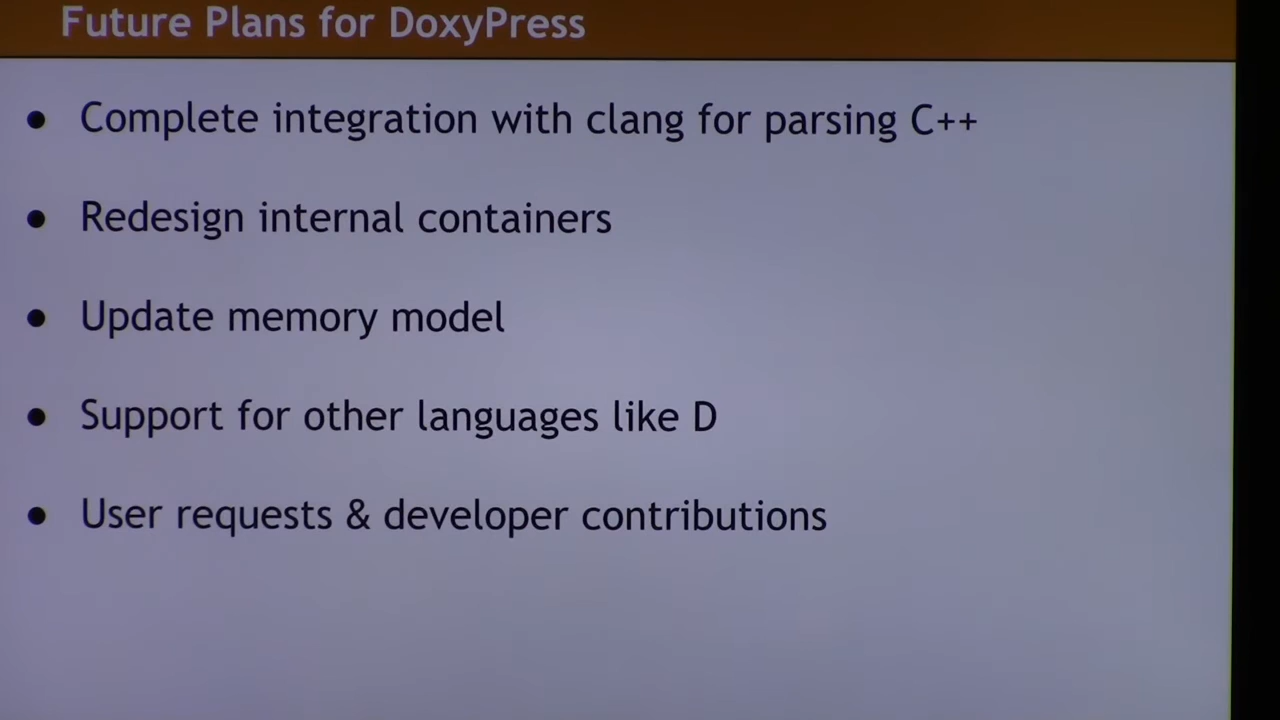 Future Plans for DoxyPress
● Complete integration with clang for parsing C++
● Redesign internal containers
● Update memory model
● Support for other languages like D
● User requests & developer contributions